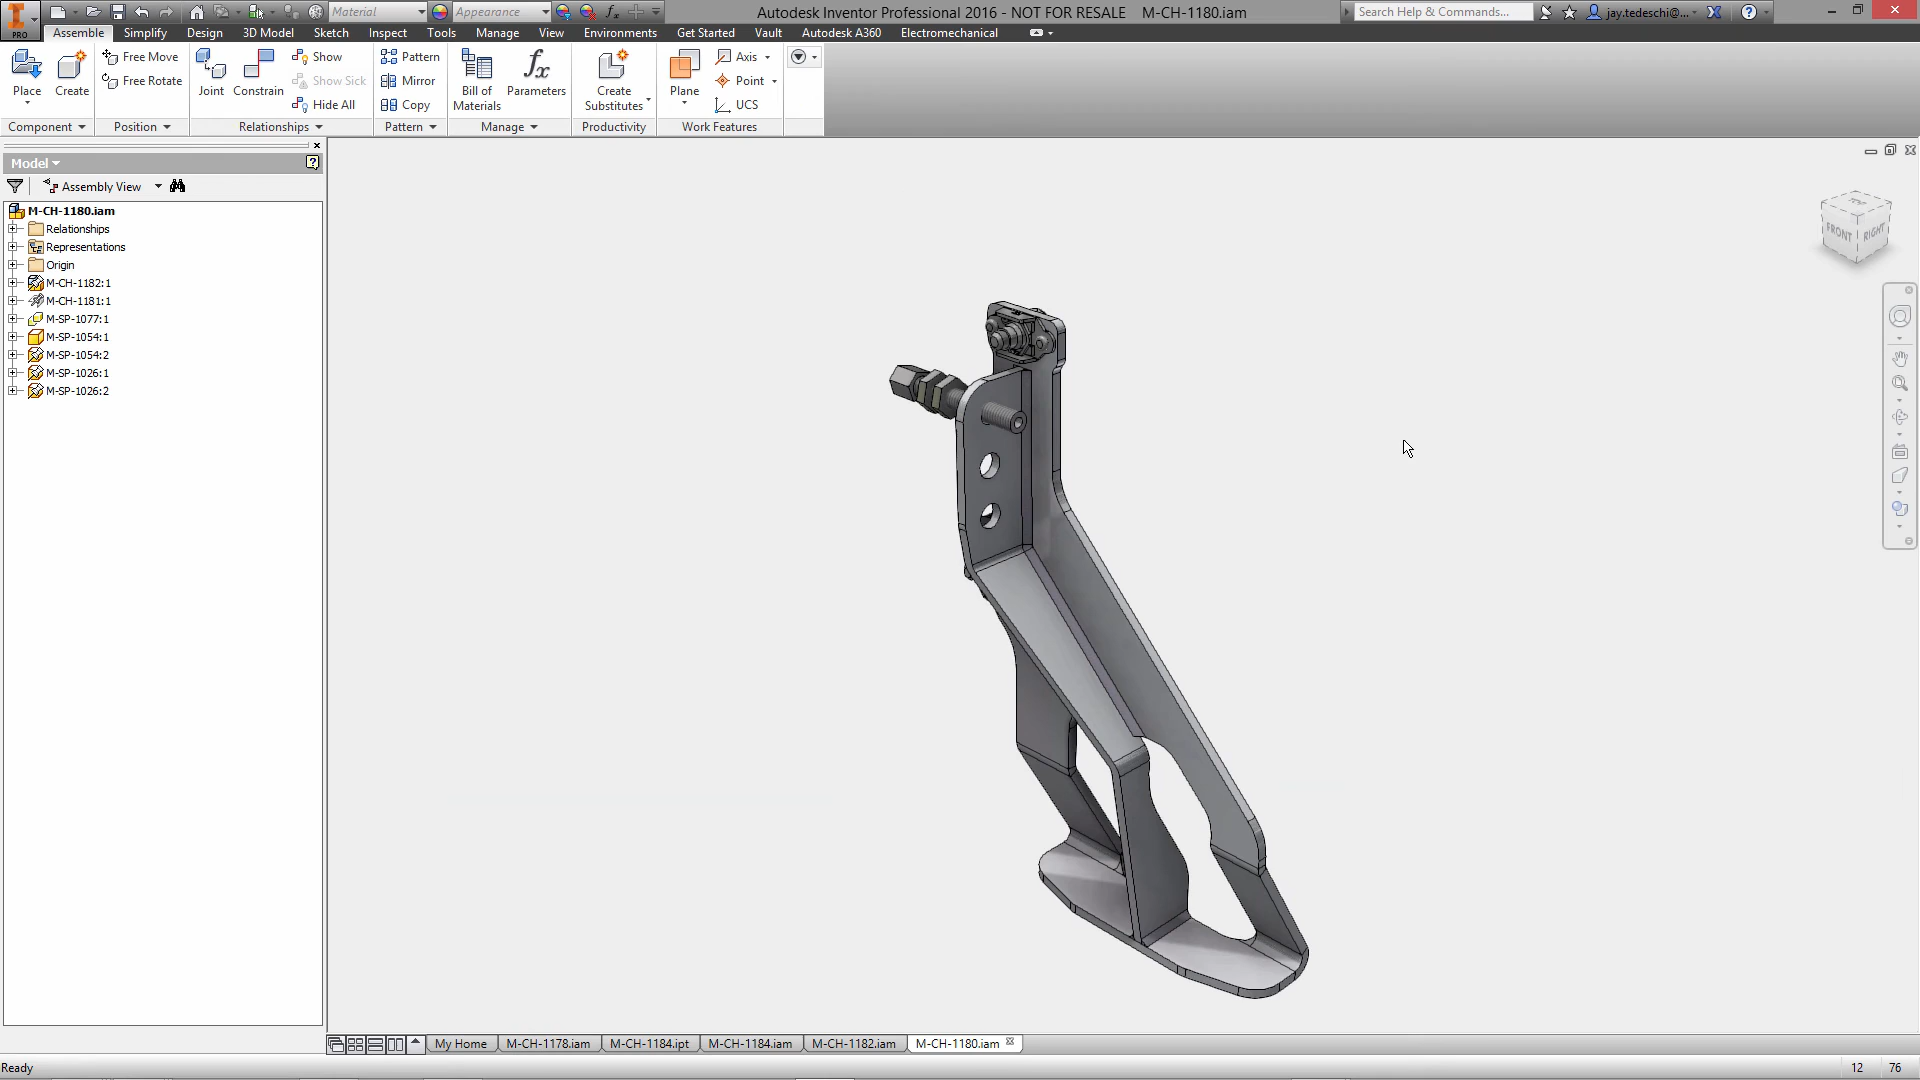 Material
Appearance
Autodesk Inventor Professional 2016 - NOT FOR RESALE M-CH-1180.iam
Search Help & Commands...
jay.tedeschi@...
PRO
Assemble Simplify Design 3D Model Sketch Inspect Tools Manage View Environments Get Started Vault Autodesk A360 Electromechanical
Place
Create
Free Move
Free Rotate
Joint
Constrain
Show
Show Sick
Hide All
Pattern
Mirror
Copy
Bill of
Materials
fx
Parameters
Create
Substitutes
Plane
Axis
Point
UCS
Component Position Relationships Pattern Manage Productivity Work Features
Model
Assembly View
M-CH-1180.iam
Relationships
Representations
Origin
M-CH-1182:1
M-CH-1181:1
M-SP-1077:1
M-SP-1054:1
M-SP-1054:2
M-SP-1026:1
M-SP-1026:2
TOP
FRONT
RIGHT
My Home M-CH-1178.iam M-CH-1184.ipt M-CH-1184.iam M-CH-1182.iam M-CH-1180.iam
Ready
12 76